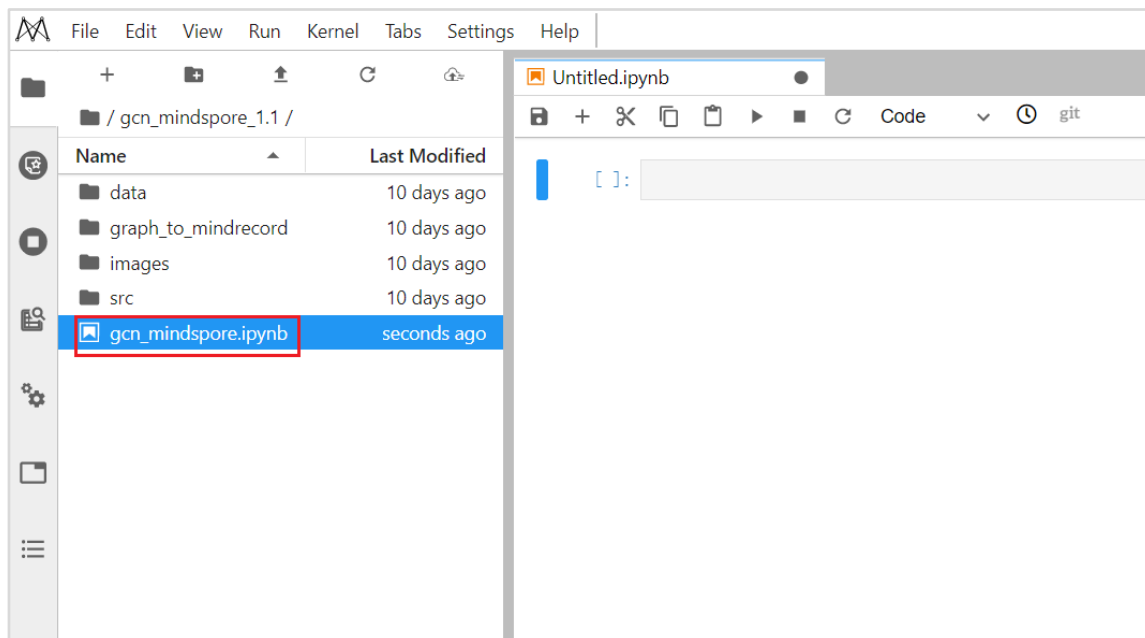 File Edit View Run Kernel Tabs Settings Help
Untitled.ipynb
/ gcn_mindspore_1.1 /
Code git
Name Last Modified
[ ]:
data 10 days ago
graph_to_mindrecord 10 days ago
images 10 days ago
src 10 days ago
gcn_mindspore.ipynb seconds ago